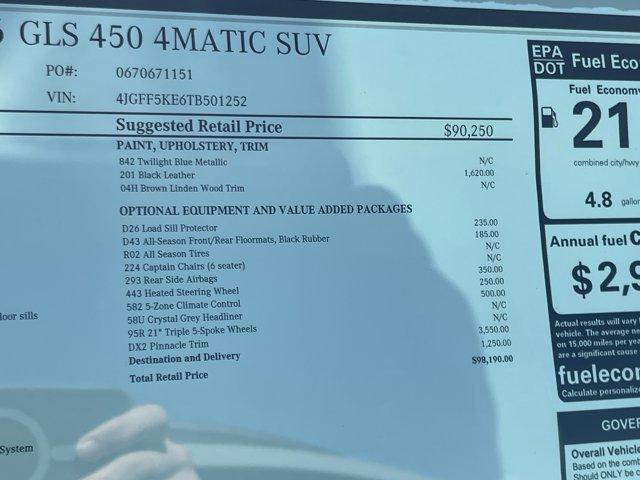 GLS 450 4MATIC SUV
PO#: 0670671151
VIN: 4JGFF5KE6TB501252
Suggested Retail Price $90,250
PAINT, UPHOLSTERY, TRIM
842 Twilight Blue Metallic N/C
201 Black Leather 1,620.00
04H Brown Linden Wood Trim N/C
OPTIONAL EQUIPMENT AND VALUE ADDED PACKAGES
D26 Load Sill Protector 235.00
D43 All-Season Front/Rear Floormats, Black Rubber 185.00
R02 All Season Tires N/C
224 Captain Chairs (6 seater) N/C
293 Rear Side Airbags 350.00
443 Heated Steering Wheel 250.00
582 5-Zone Climate Control 500.00
58U Crystal Grey Headliner N/C
95R 21" Triple 5-Spoke Wheels N/C
DX2 Pinnacle Trim 3,550.00
Destination and Delivery 1,250.00
Total Retail Price $98,190.00
door sills
System
EPA
DOT
Fuel Eco
Fuel Economy
21
combined city/hwy
4.8 gallon
Annual fuel C
$2,9
Actual results will vary f
vehicle. The average ne
on 15,000 miles per yea
are a significant cause
fuelecon
Calculate personaliz
GOVER
Overall Vehicle
Based on the comb
Should ONLY be c